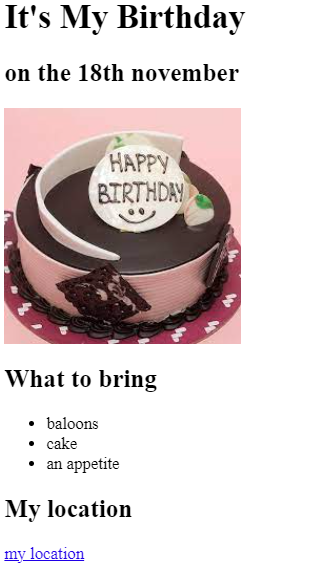 It's My Birthday
on the 18th november
HAPPY
BIRTHDAY
What to bring
baloons
cake
an appetite
My location
my location